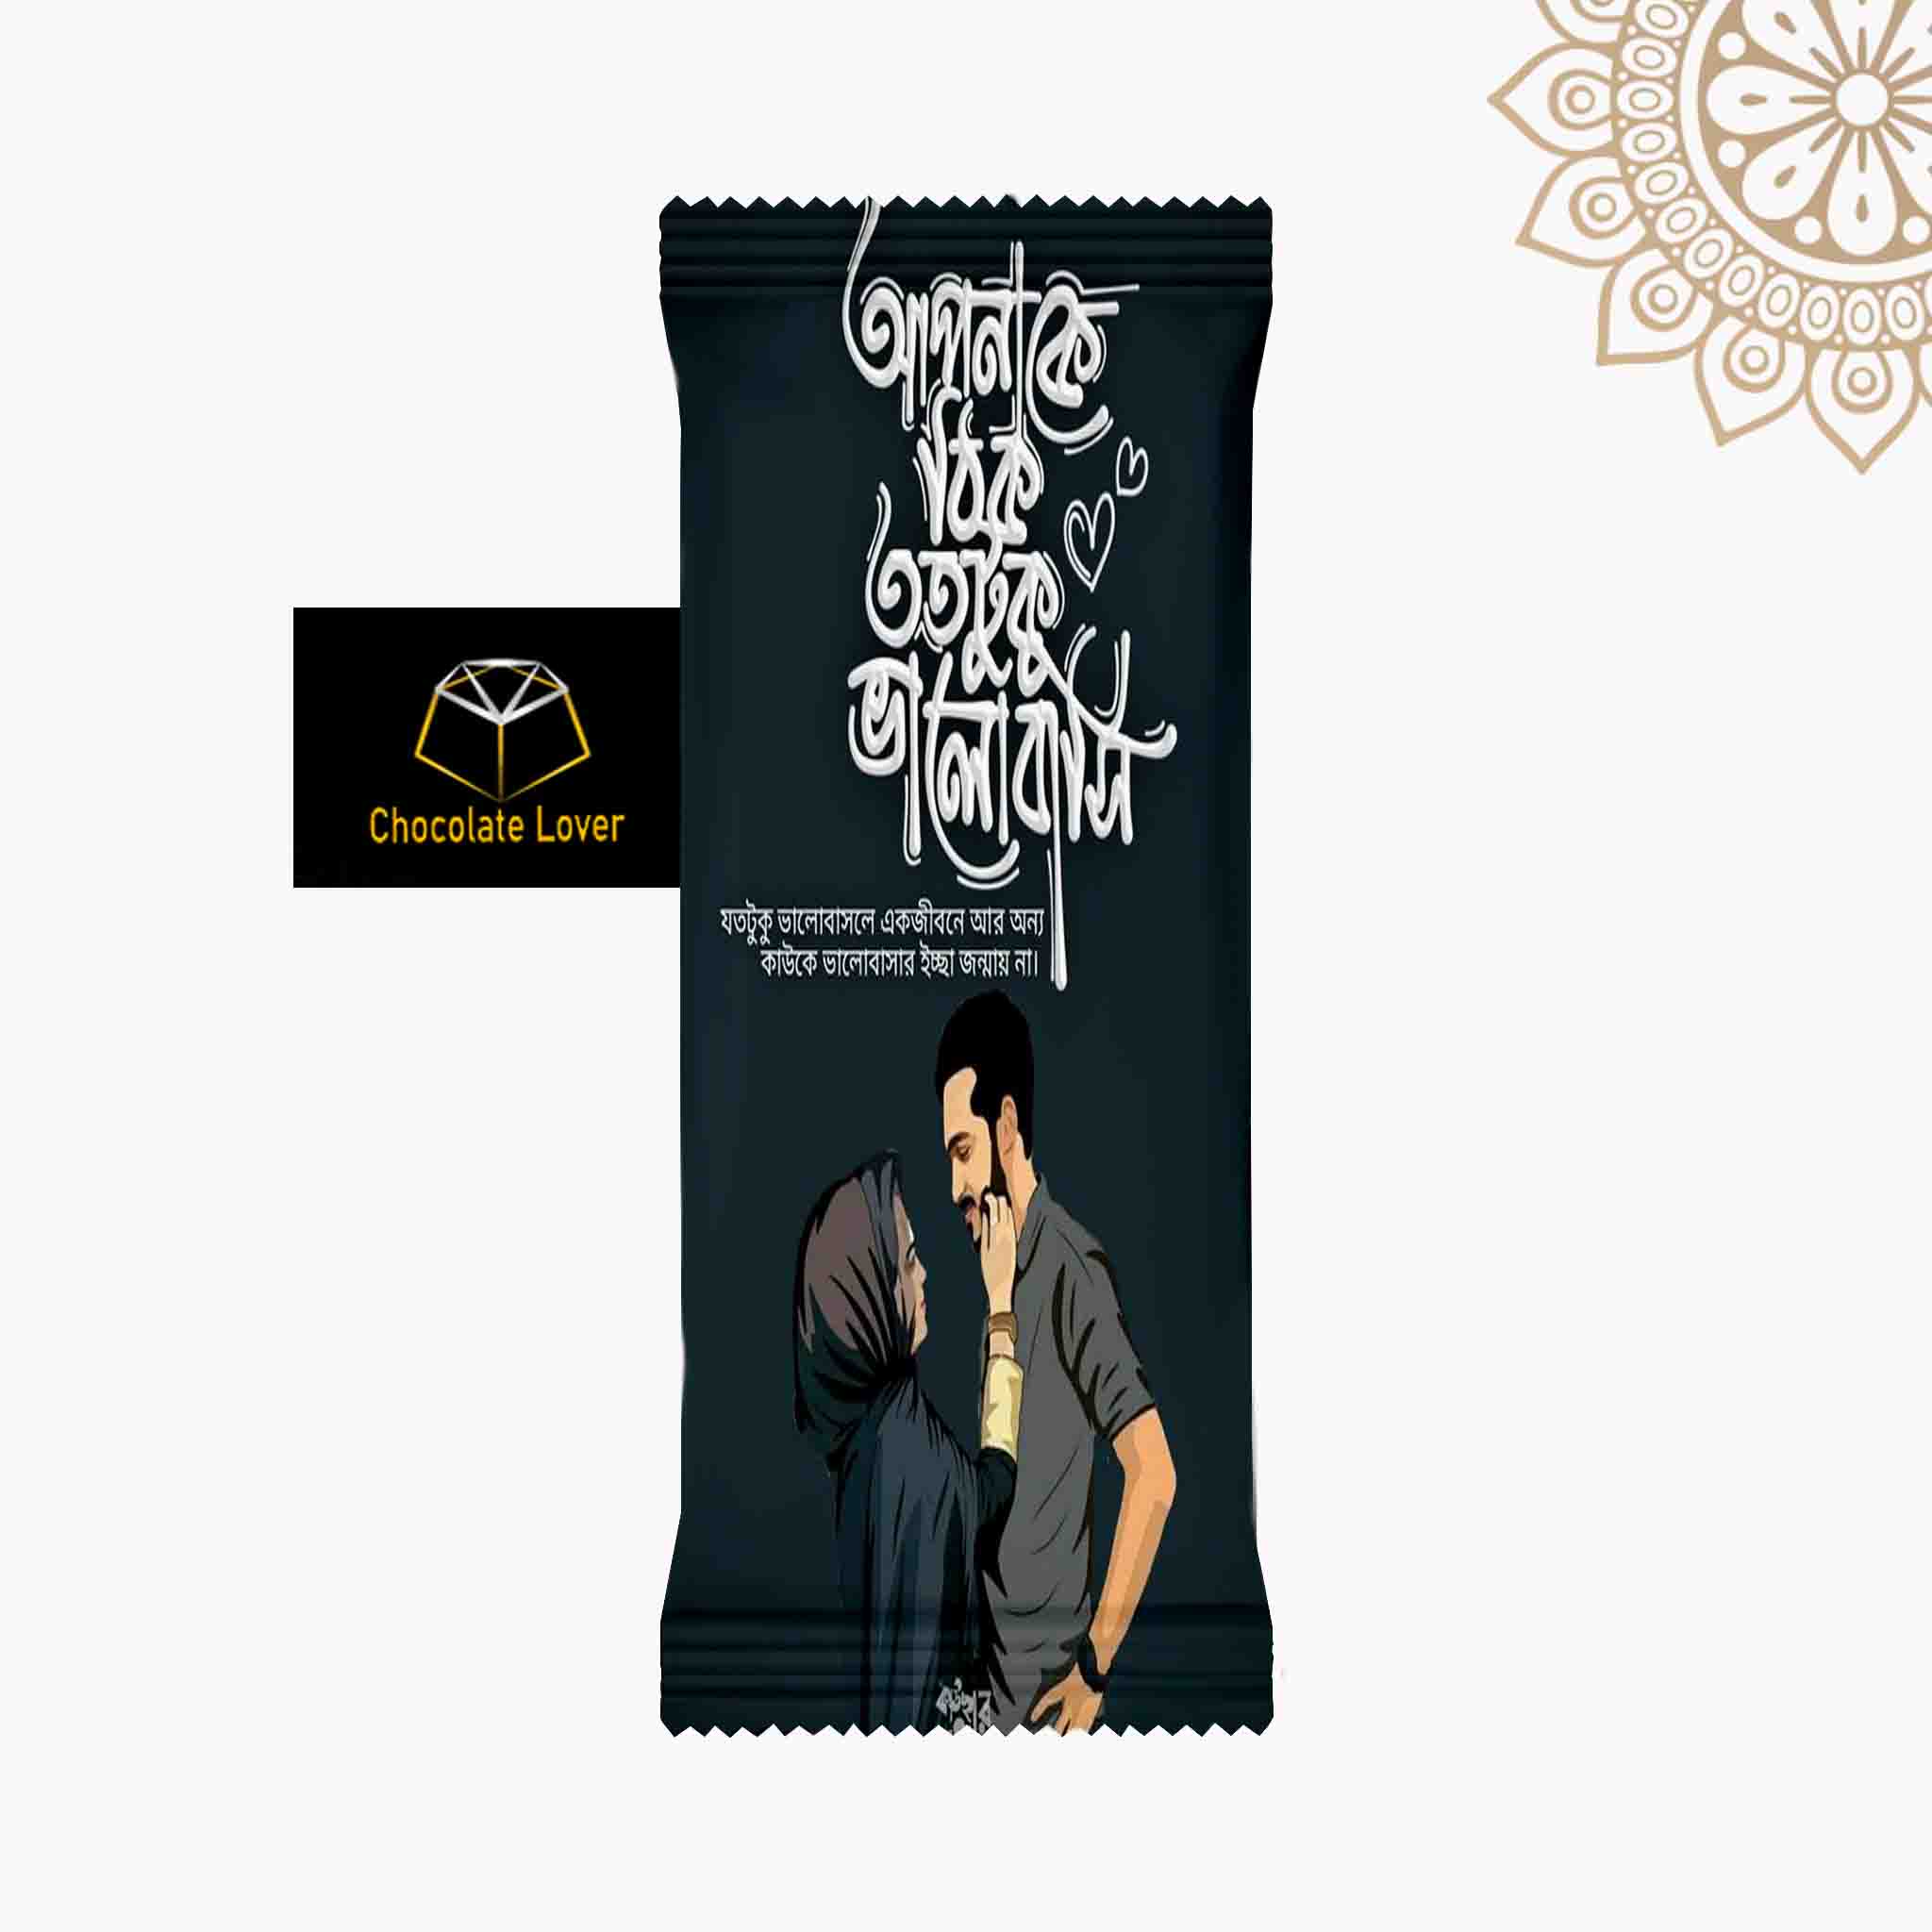 আপনাকে
ঠিক
ততটুকু
ভালোবাসি
Chocolate Lover
যতটুকু ভালোবাসলে একজীবনে আর অন্য
কাউকে ভালোবাসার ইচ্ছা জন্মায় না।